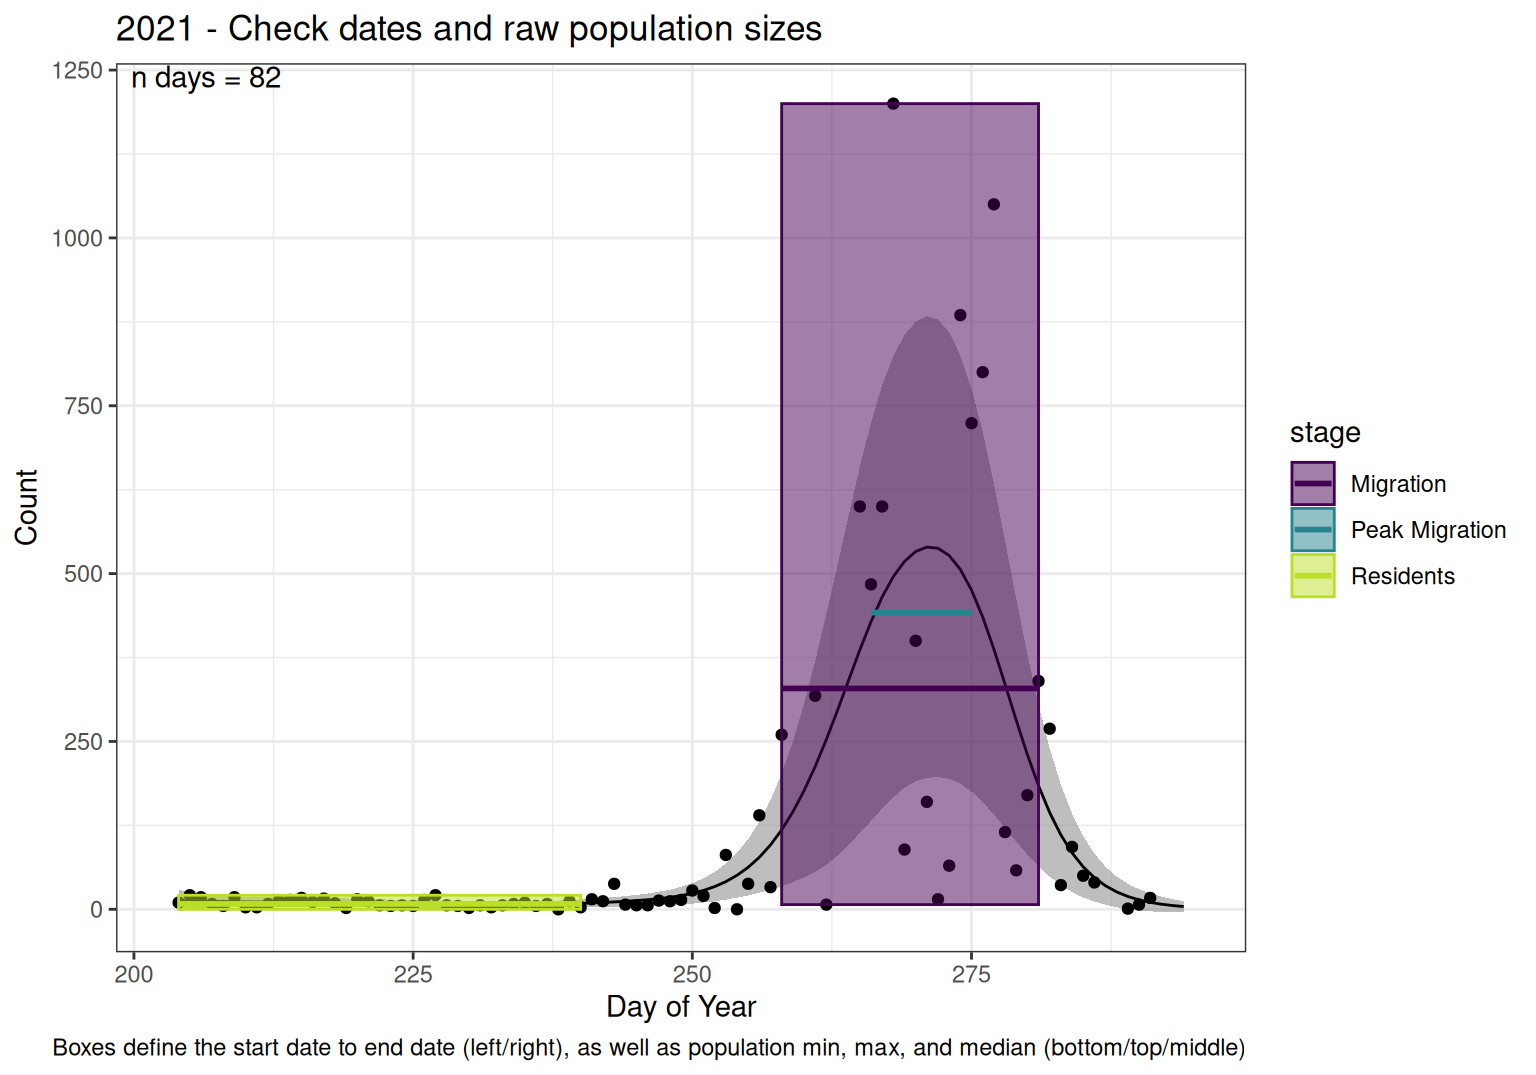 2021 - Check dates and raw population sizes
n days = 82
1250
1000
750
500
250
0
Count
200
225
250
275
Day of Year
stage
Migration
Peak Migration
Residents
Boxes define the start date to end date (left/right), as well as population min, max, and median (bottom/top/middle)